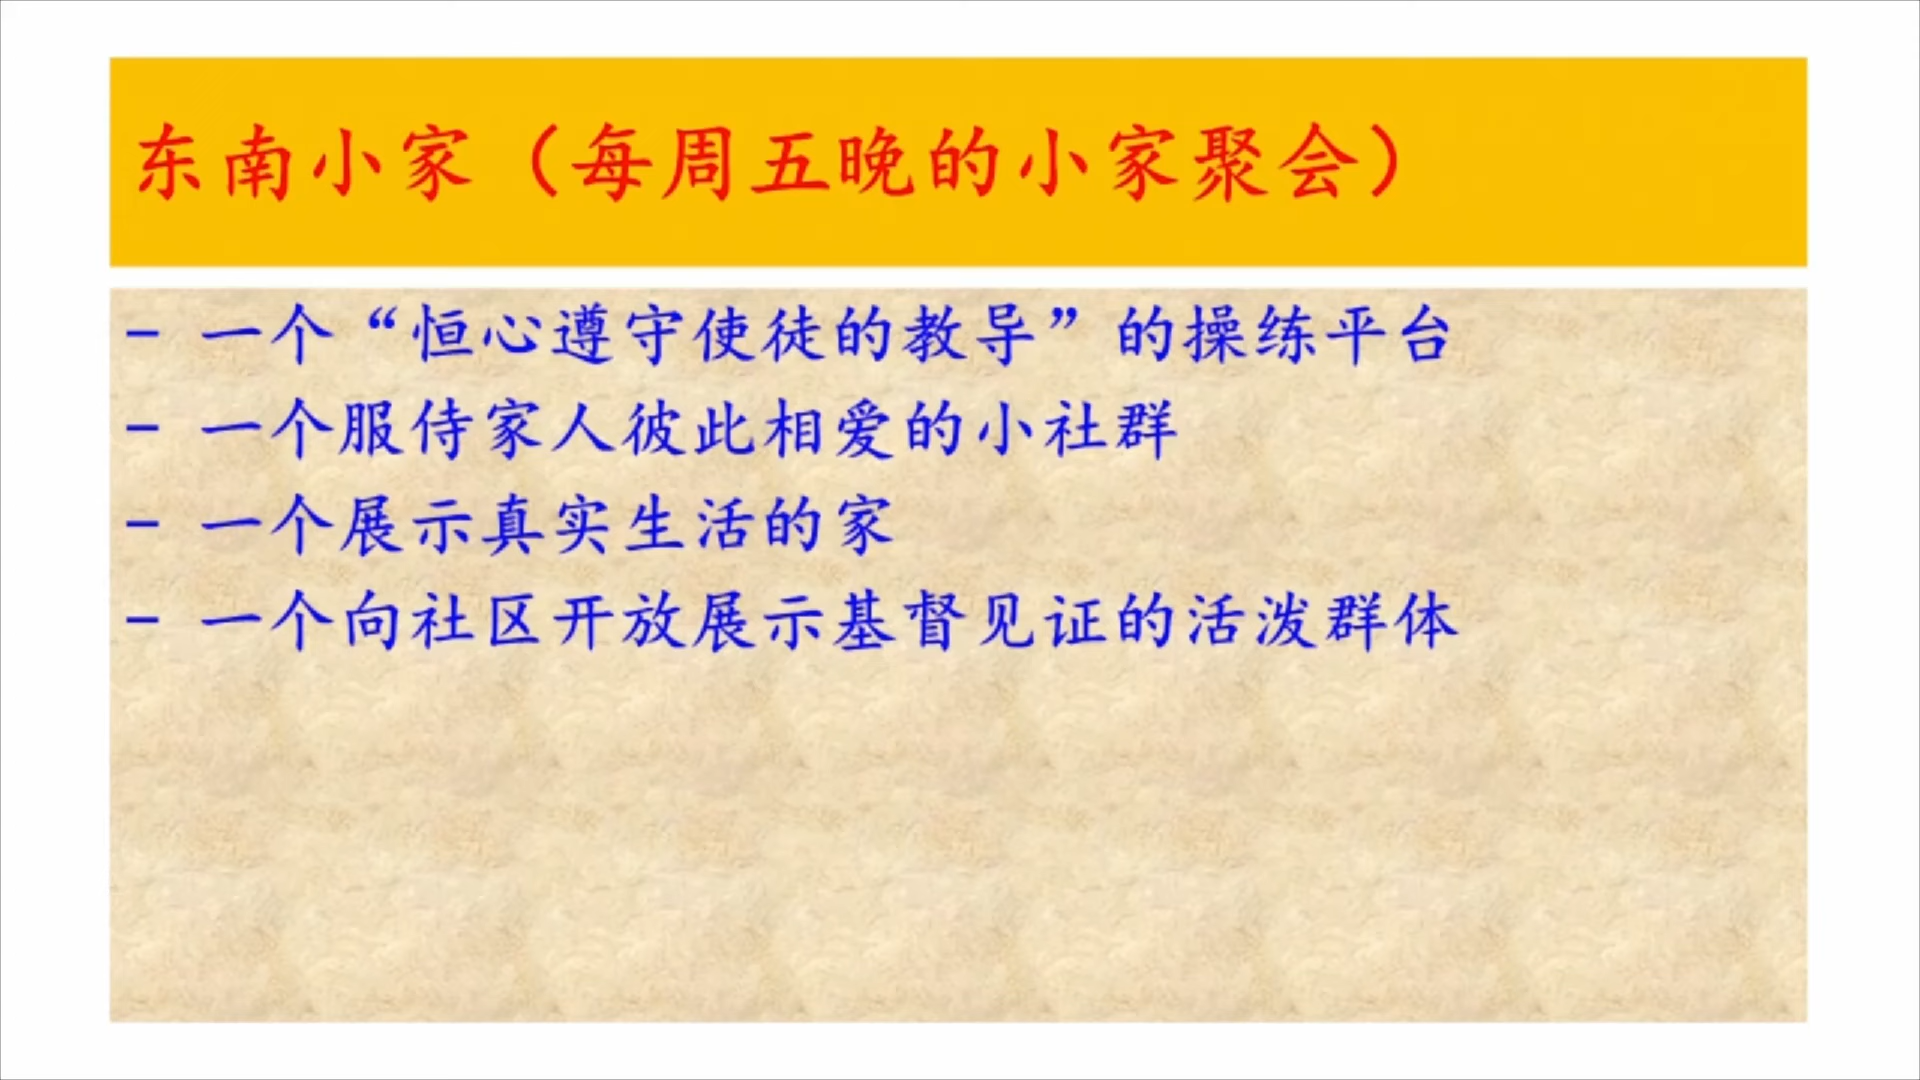 东南小家（每周五晚的小家聚会）
- 一个“恒心遵守使徒的教导”的操练平台
- 一个服侍家人彼此相爱的小社群
- 一个展示真实生活的家
- 一个向社区开放展示基督见证的活泼群体